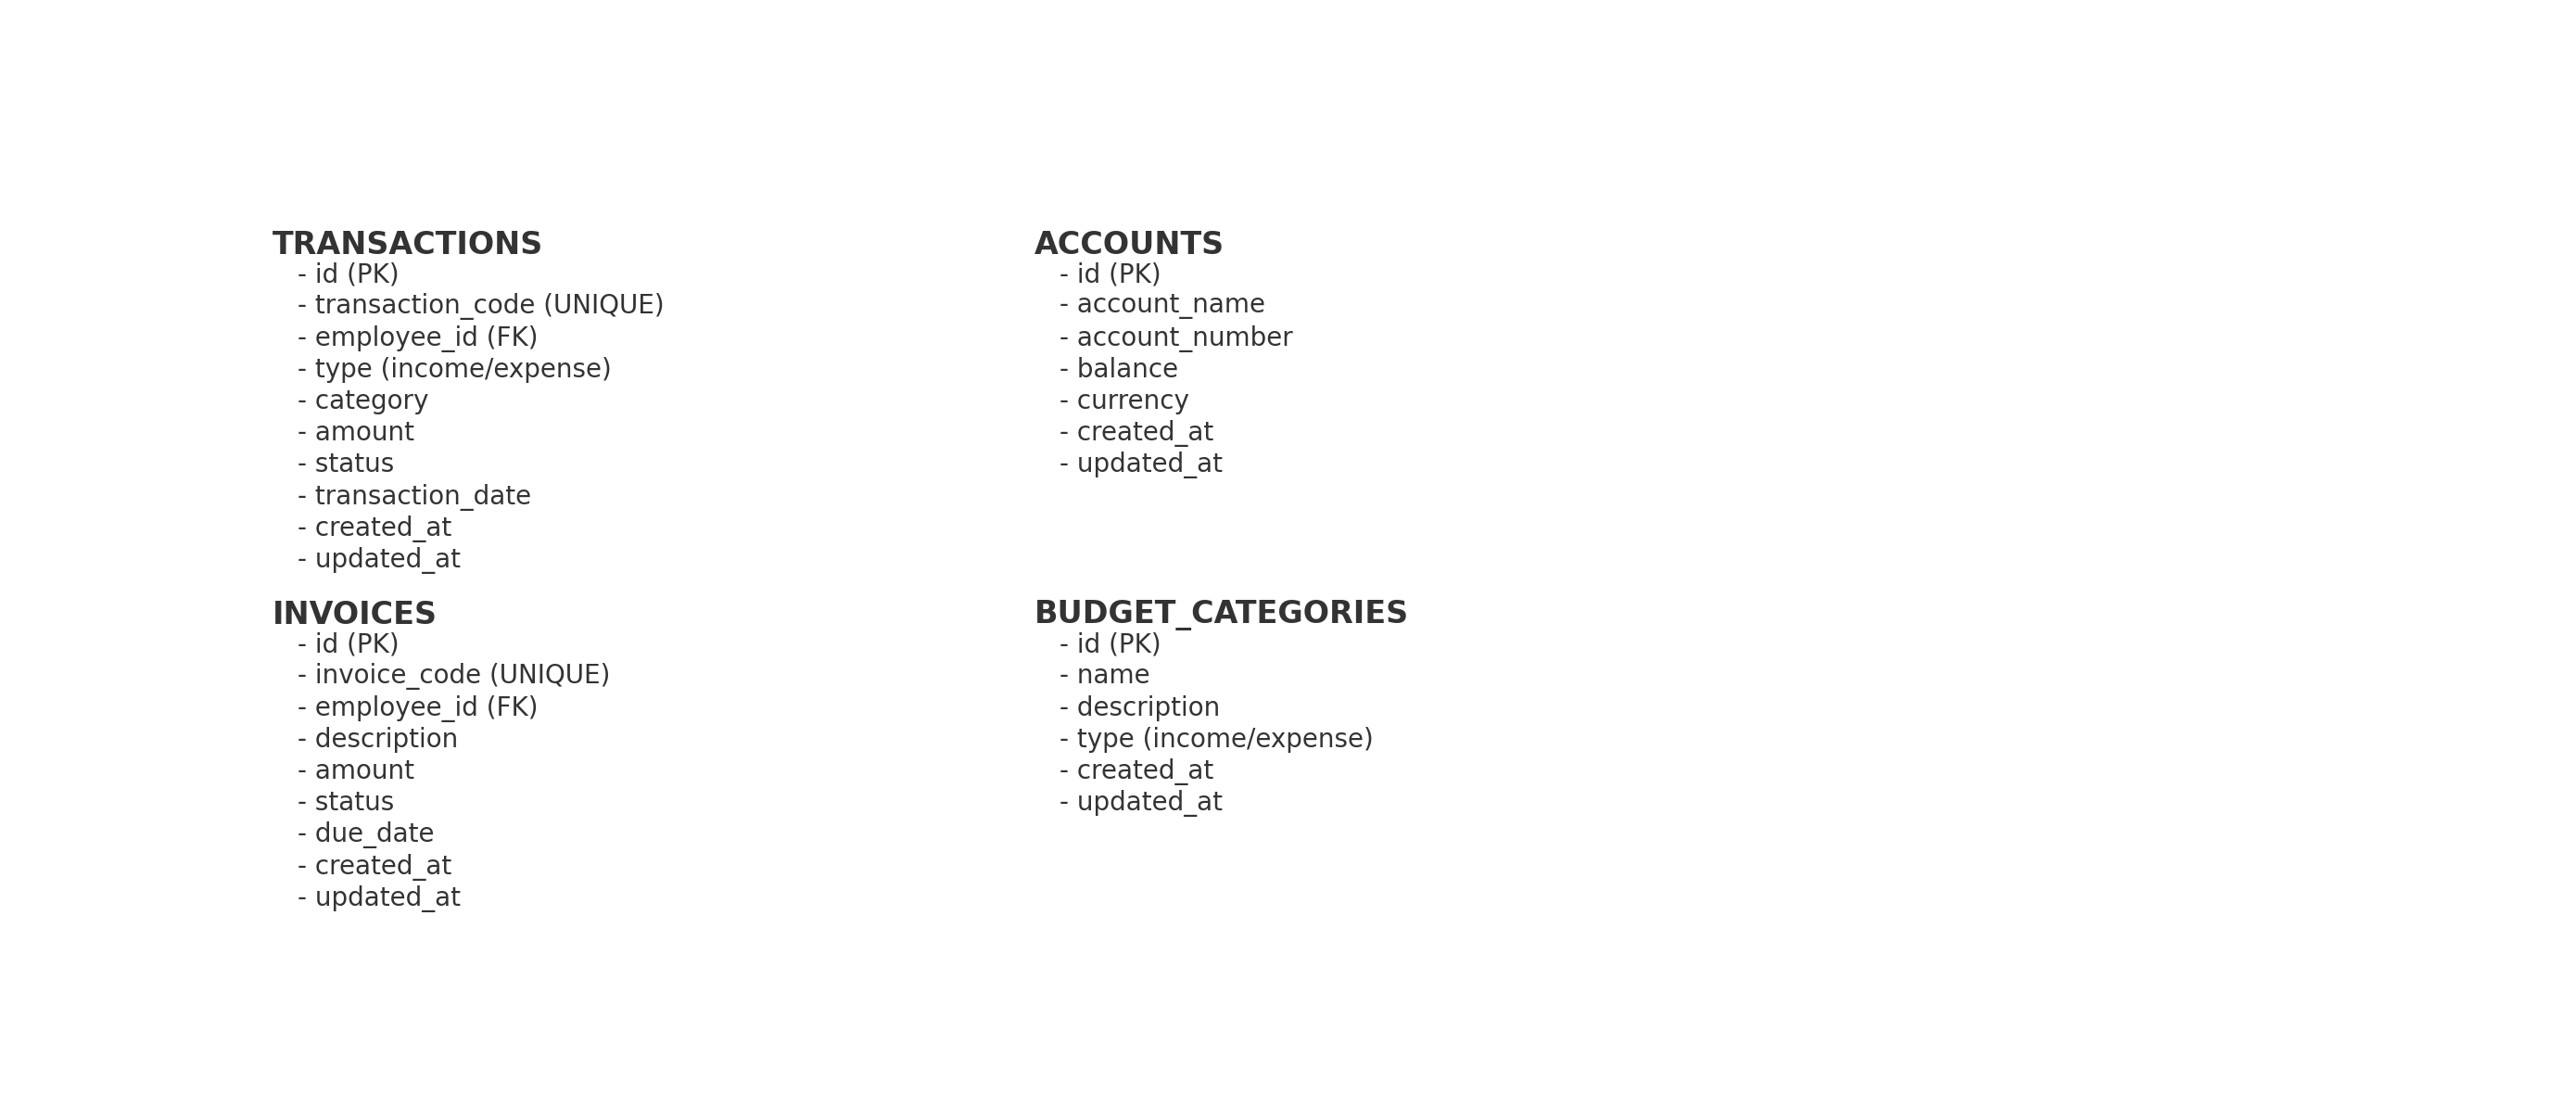 TRANSACTIONS
- id (PK)
- transaction_code (UNIQUE)
- employee_id (FK)
- type (income/expense)
- category
- amount
- status
- transaction_date
- created_at
- updated_at
ACCOUNTS
- id (PK)
- account_name
- account_number
- balance
- currency
- created_at
- updated_at
INVOICES
- id (PK)
- invoice_code (UNIQUE)
- employee_id (FK)
- description
- amount
- status
- due_date
- created_at
- updated_at
BUDGET_CATEGORIES
- id (PK)
- name
- description
- type (income/expense)
- created_at
- updated_at